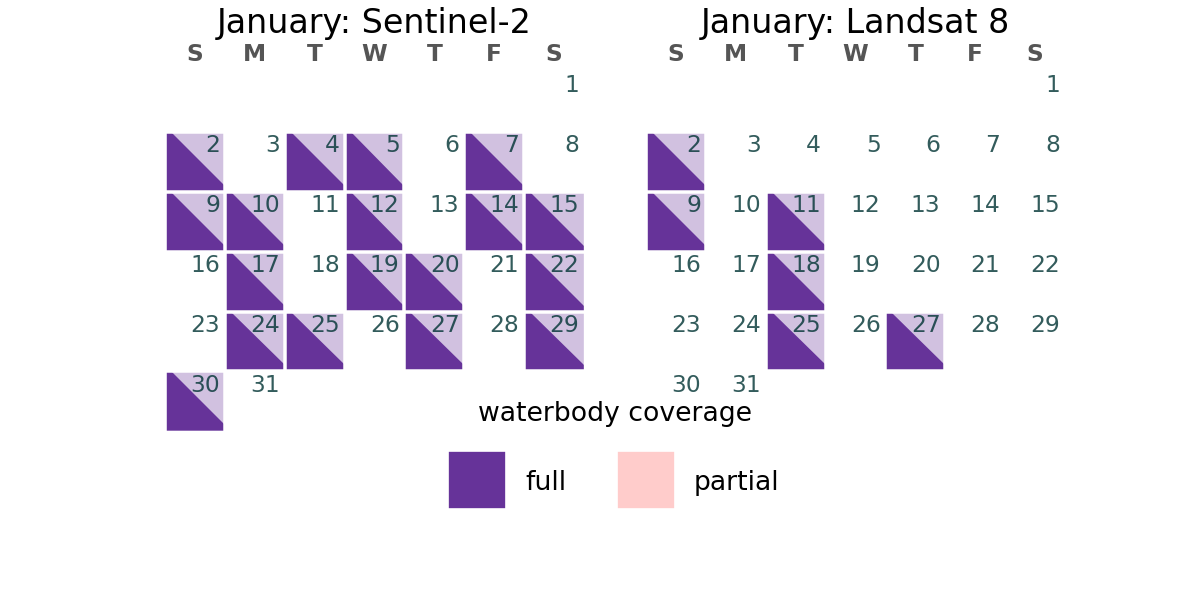 January: Sentinel-2
S M T W T F S
1
2 3 4 5 6 7 8
9 10 11 12 13 14 15
16 17 18 19 20 21 22
23 24 25 26 27 28 29
30 31
January: Landsat 8
S M T W T F S
1
2 3 4 5 6 7 8
9 10 11 12 13 14 15
16 17 18 19 20 21 22
23 24 25 26 27 28 29
30 31
waterbody coverage
full partial